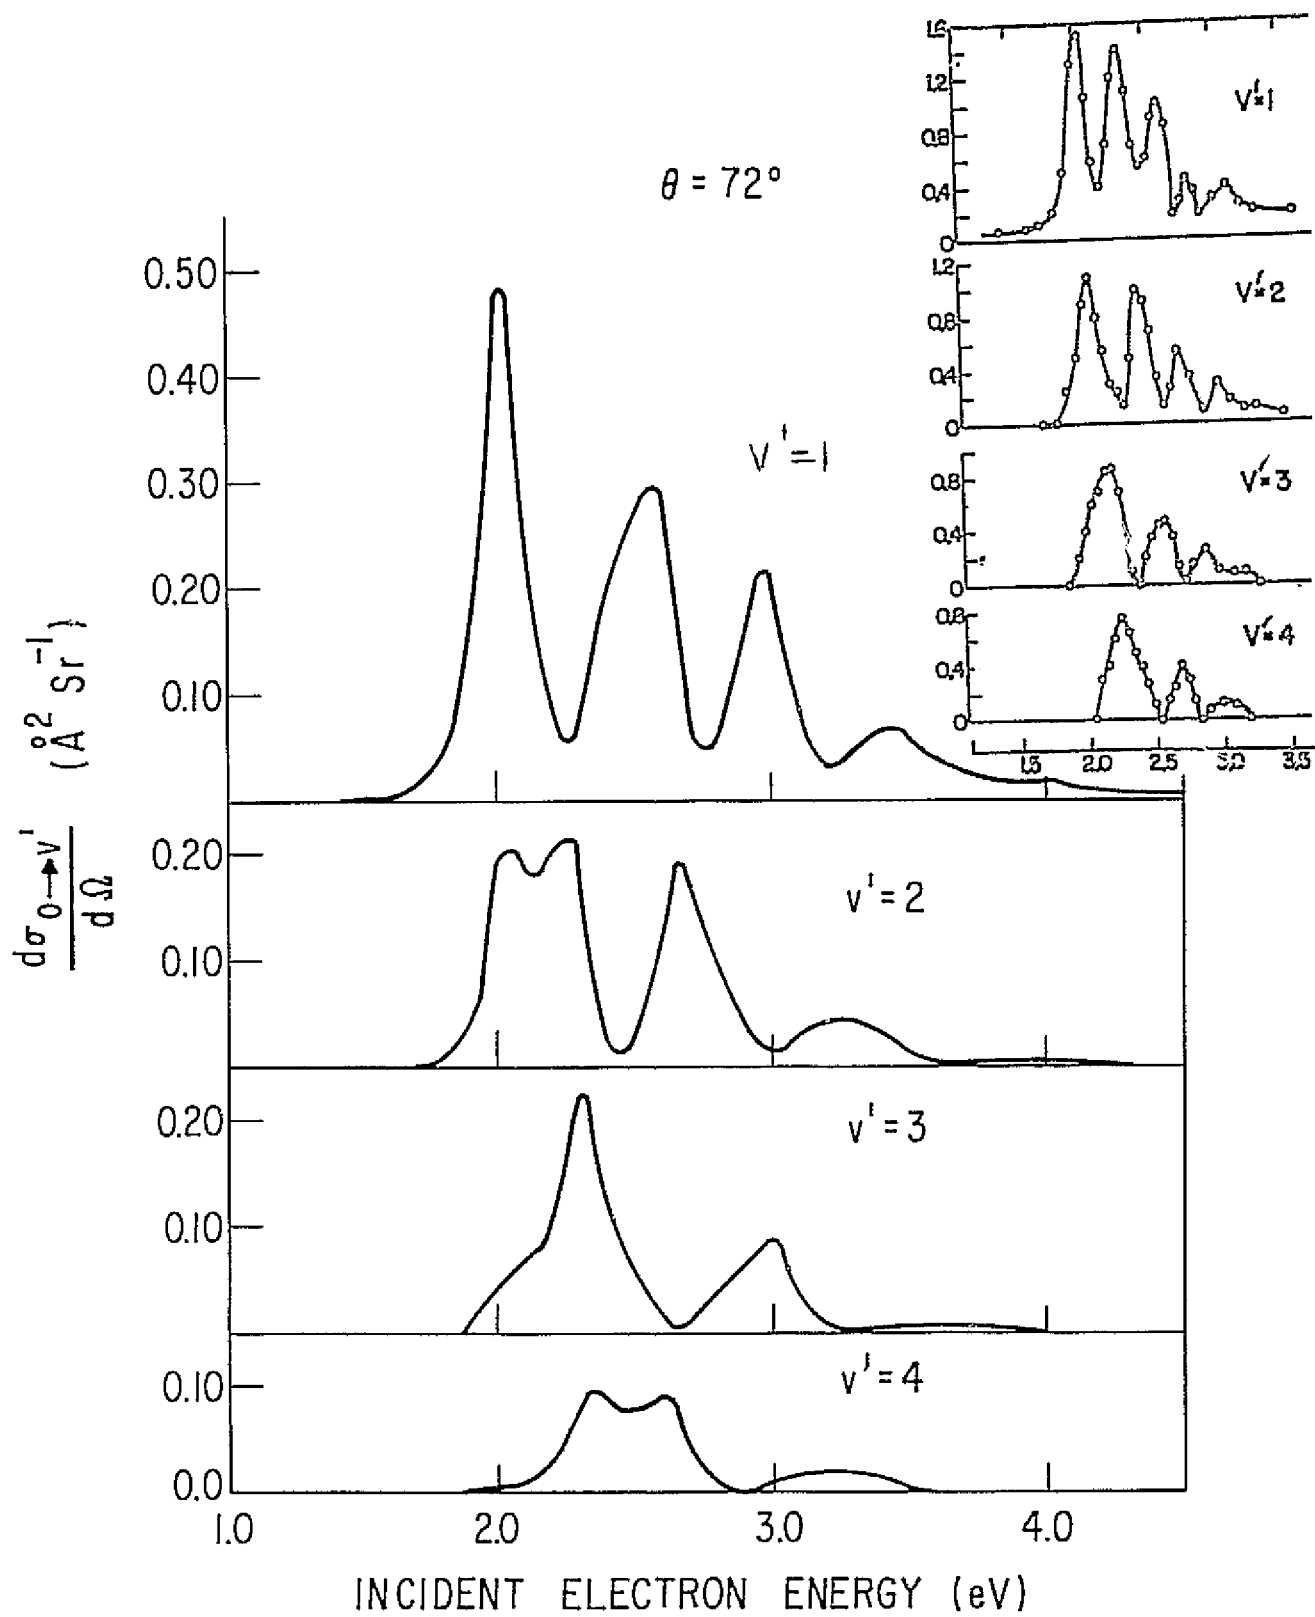 θ = 72°
0.50
0.40
0.30
0.20
0.10
V' = 1
dσ 0→v' / dΩ (Å² Sr⁻¹)
0.20
0.10
v' = 2
0.20
0.10
v' = 3
0.10
0.0
v' = 4
1.0 2.0 3.0 4.0
INCIDENT ELECTRON ENERGY (eV)
1.6
1.2
0.8
0.4
0
V'=1
1.2
0.8
0.4
0
V'=2
0.8
0.4
0
V'=3
0.8
0.4
0
V'=4
1.5 2.0 2.5 3.0 3.5